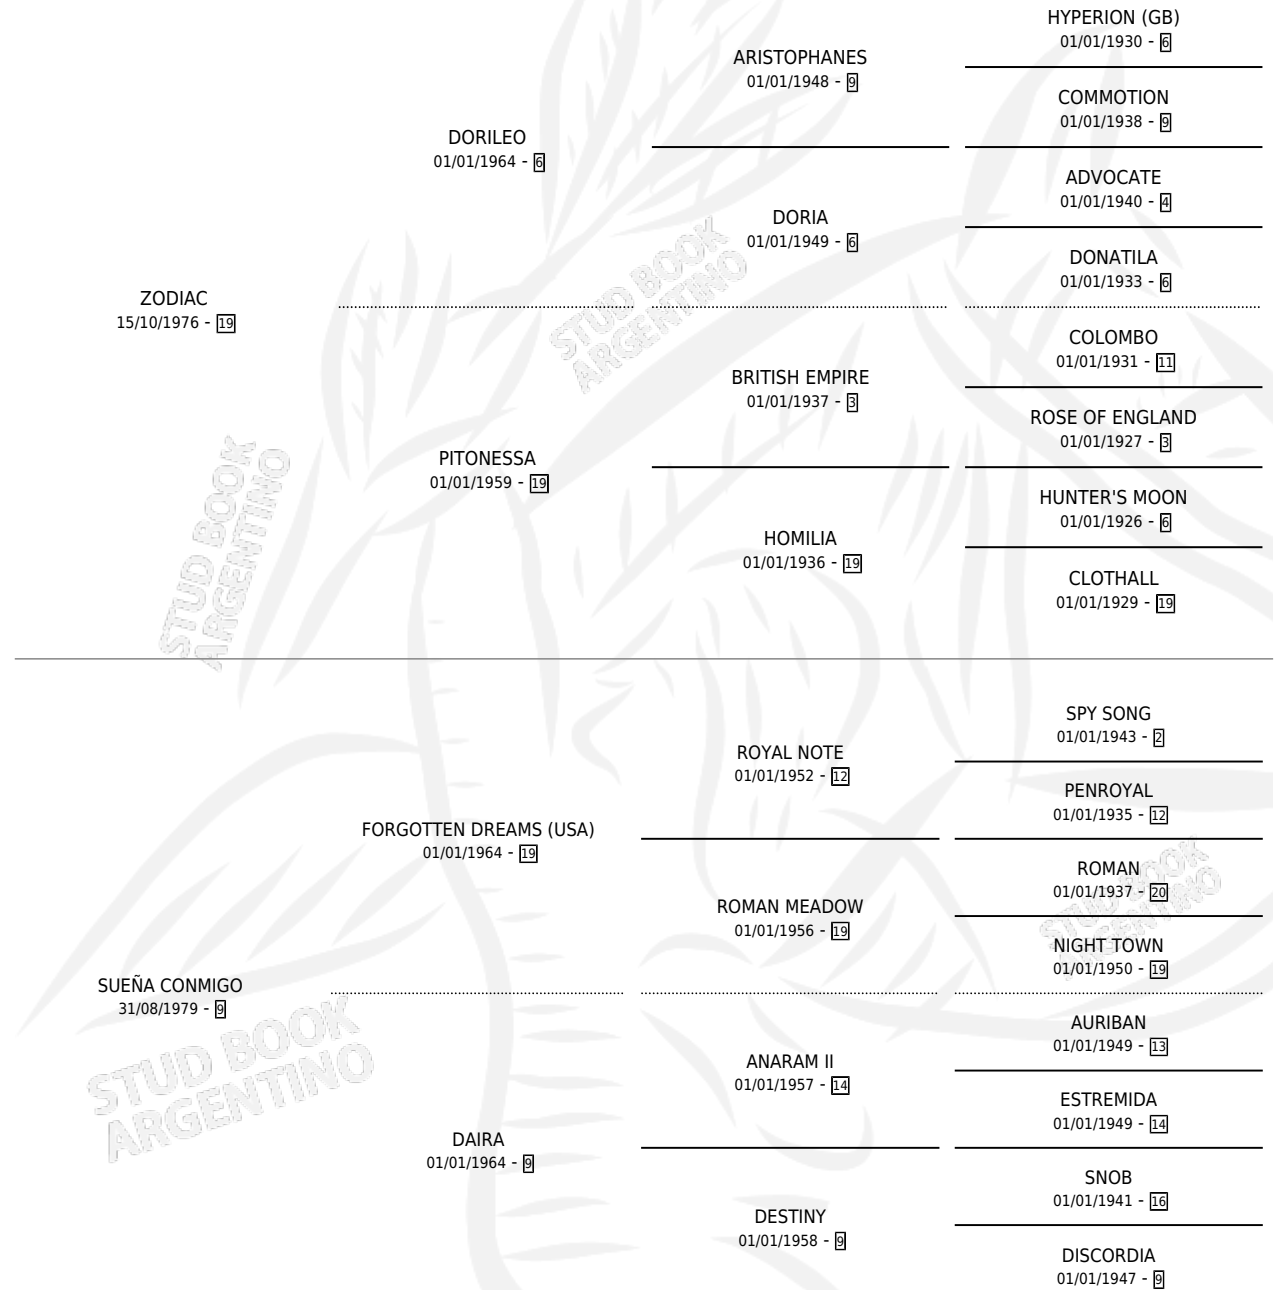 HYPERION (GB)
01/01/1930 - 6
ARISTOPHANES
01/01/1948 - 9
COMMOTION
01/01/1938 - 9
DORILEO
01/01/1964 - 6
ADVOCATE
01/01/1940 - 4
DORIA
01/01/1949 - 6
DONATILA
01/01/1933 - 6
ZODIAC
15/10/1976 - 19
COLOMBO
01/01/1931 - 11
BRITISH EMPIRE
01/01/1937 - 3
ROSE OF ENGLAND
01/01/1927 - 3
PITONESSA
01/01/1959 - 19
HUNTER'S MOON
01/01/1926 - 6
HOMILIA
01/01/1936 - 19
CLOTHALL
01/01/1929 - 19
SPY SONG
01/01/1943 - 2
ROYAL NOTE
01/01/1952 - 12
PENROYAL
01/01/1935 - 12
FORGOTTEN DREAMS (USA)
01/01/1964 - 19
ROMAN
01/01/1937 - 20
ROMAN MEADOW
01/01/1956 - 19
NIGHT TOWN
01/01/1950 - 19
SUEÑA CONMIGO
31/08/1979 - 9
AURIBAN
01/01/1949 - 13
ANARAM II
01/01/1957 - 14
ESTREMIDA
01/01/1949 - 14
DAIRA
01/01/1964 - 9
SNOB
01/01/1941 - 16
DESTINY
01/01/1958 - 9
DISCORDIA
01/01/1947 - 9
STUD BOOK
ARGENTINO
STUD BOOK
ARGENTINO
STUD BOOK
ARGENTINO
STUD BOOK
ARGENTINO